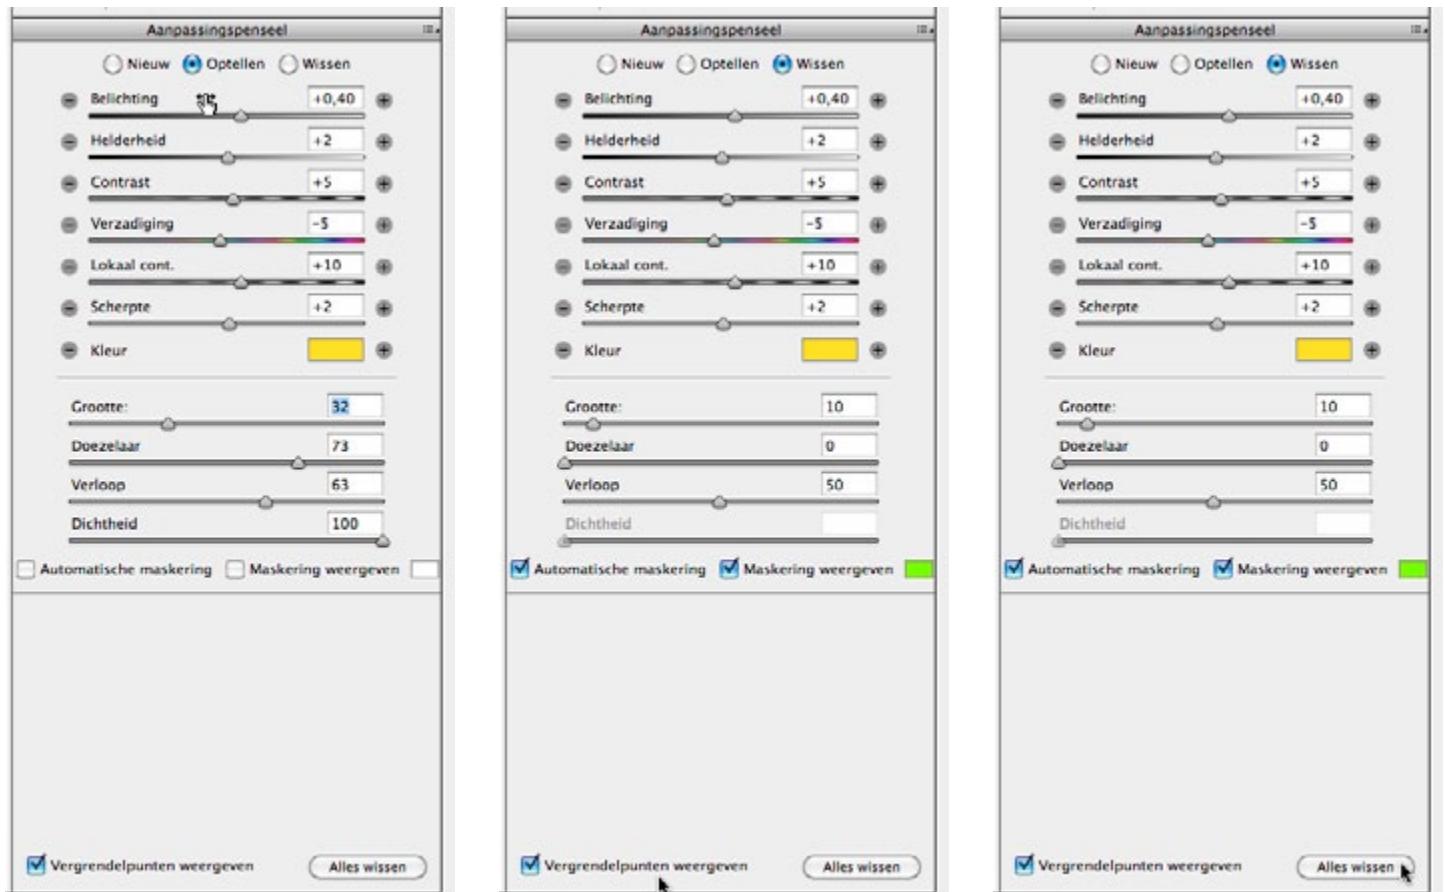 Aanpassingspenseel
Nieuw Optellen Wissen
Belichting +0,40
Helderheid +2
Contrast +5
Verzadiging -5
Lokaal cont. +10
Scherpte +2
Kleur
Grootte: 32
Doezelaar 73
Verloop 63
Dichtheid 100
Automatische maskering Maskering weergeven
Vergrendelpunten weergeven Alles wissen
Aanpassingspenseel
Nieuw Optellen Wissen
Belichting +0,40
Helderheid +2
Contrast +5
Verzadiging -5
Lokaal cont. +10
Scherpte +2
Kleur
Grootte: 10
Doezelaar 0
Verloop 50
Dichtheid
Automatische maskering Maskering weergeven
Vergrendelpunten weergeven Alles wissen
Aanpassingspenseel
Nieuw Optellen Wissen
Belichting +0,40
Helderheid +2
Contrast +5
Verzadiging -5
Lokaal cont. +10
Scherpte +2
Kleur
Grootte: 10
Doezelaar 0
Verloop 50
Dichtheid
Automatische maskering Maskering weergeven
Vergrendelpunten weergeven Alles wissen